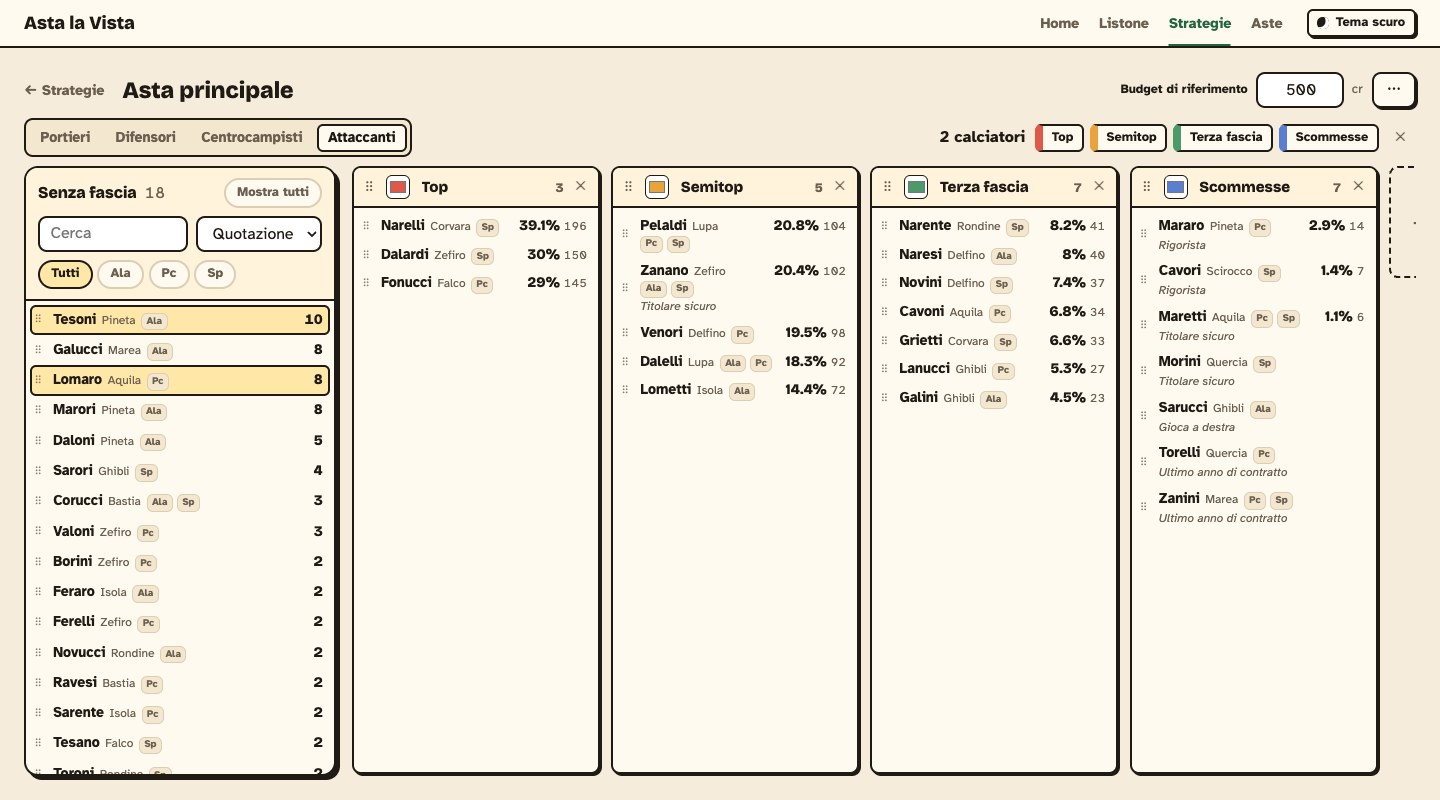 Asta la Vista
Home Listone Strategie Aste Tema scuro
← Strategie Asta principale
Budget di riferimento 500 cr ···
Portieri Difensori Centrocampisti Attaccanti
2 calciatori Top Semitop Terza fascia Scommesse ×
Senza fascia 18 Mostra tutti
Cerca Quotazione
Tutti Ala Pc Sp
Tesoni Pineta Ala 10
Galucci Marea Ala 8
Lomaro Aquila Pc 8
Marori Pineta Ala 8
Daloni Pineta Ala 5
Sarori Ghibli Sp 4
Corucci Bastia Ala Sp 3
Valoni Zefiro Pc 3
Borini Zefiro Pc 2
Feraro Isola Ala 2
Ferelli Zefiro Pc 2
Novucci Rondine Ala 2
Ravesi Bastia Pc 2
Sarente Isola Pc 2
Tesano Falco Sp 2
Toroni Rondine Sp 2
Top 3 ×
Narelli Corvara Sp 39.1% 196
Dalardi Zefiro Sp 30% 150
Fonucci Falco Pc 29% 145
Semitop 5 ×
Pelaldi Lupa 20.8% 104
Pc Sp
Zanano Zefiro 20.4% 102
Ala Sp
Titolare sicuro
Venori Delfino Pc 19.5% 98
Dalelli Lupa Ala Pc 18.3% 92
Lometti Isola Ala 14.4% 72
Terza fascia 7 ×
Narente Rondine Sp 8.2% 41
Naresi Delfino Ala 8% 40
Novini Delfino Sp 7.4% 37
Cavoni Aquila Pc 6.8% 34
Grietti Corvara Sp 6.6% 33
Lanucci Ghibli Pc 5.3% 27
Galini Ghibli Ala 4.5% 23
Scommesse 7 ×
Mararo Pineta Pc 2.9% 14
Rigorista
Cavori Scirocco Sp 1.4% 7
Rigorista
Maretti Aquila Pc Sp 1.1% 6
Titolare sicuro
Morini Quercia Sp
Titolare sicuro
Sarucci Ghibli Ala
Gioca a destra
Torelli Quercia Pc
Ultimo anno di contratto
Zanini Marea Pc Sp
Ultimo anno di contratto